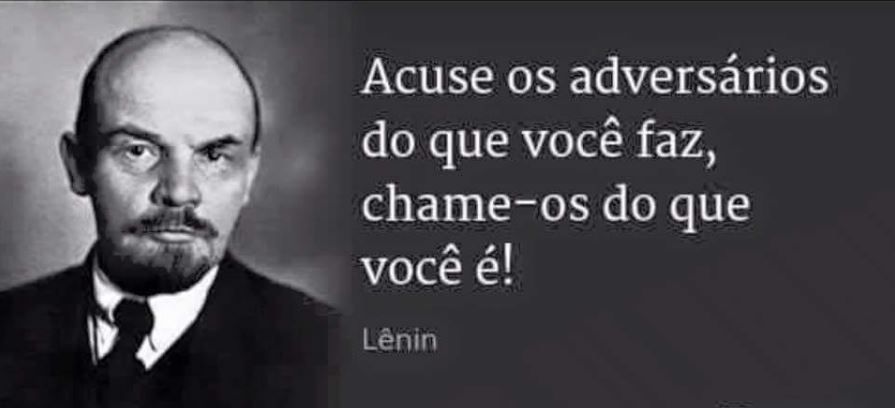 Acuse os adversários
do que você faz,
chame-os do que
você é!
Lênin